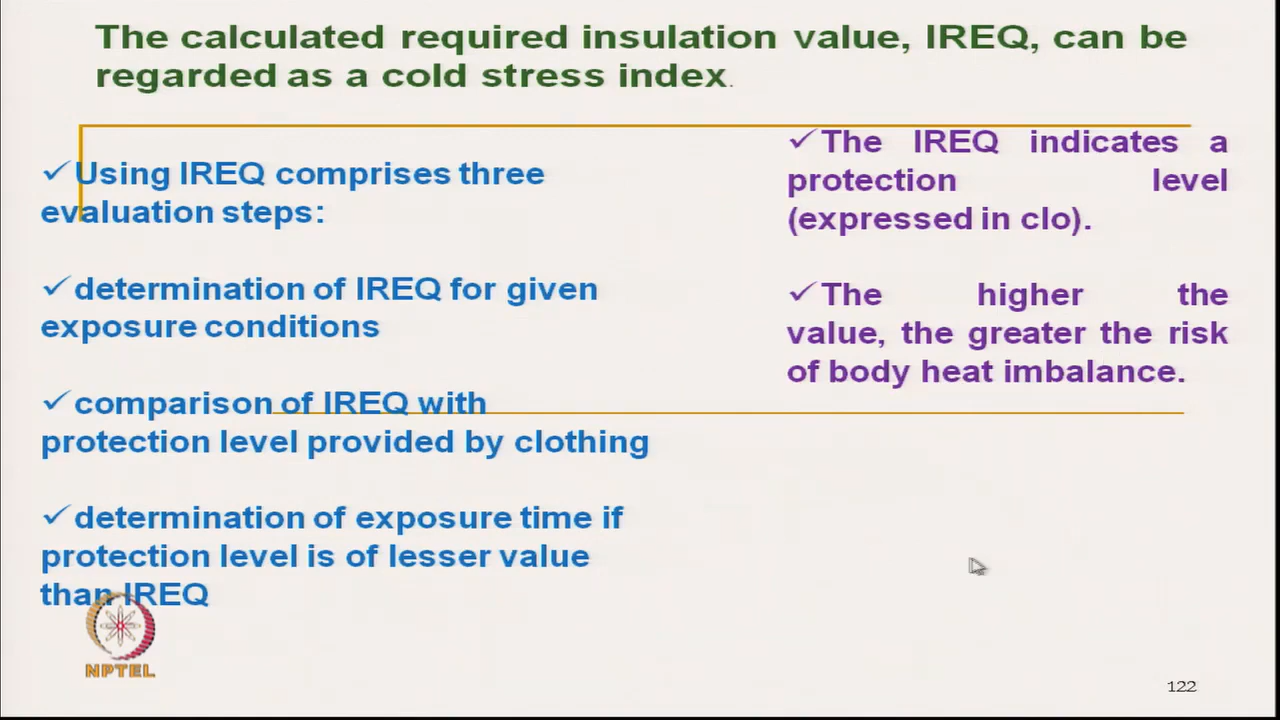 The calculated required insulation value, IREQ, can be
regarded as a cold stress index.
✓Using IREQ comprises three
evaluation steps:
✓determination of IREQ for given
exposure conditions
✓comparison of IREQ with
protection level provided by clothing
✓determination of exposure time if
protection level is of lesser value
than IREQ
✓The IREQ indicates a
protection level
(expressed in clo).
✓The higher the
value, the greater the risk
of body heat imbalance.
NPTEL
122